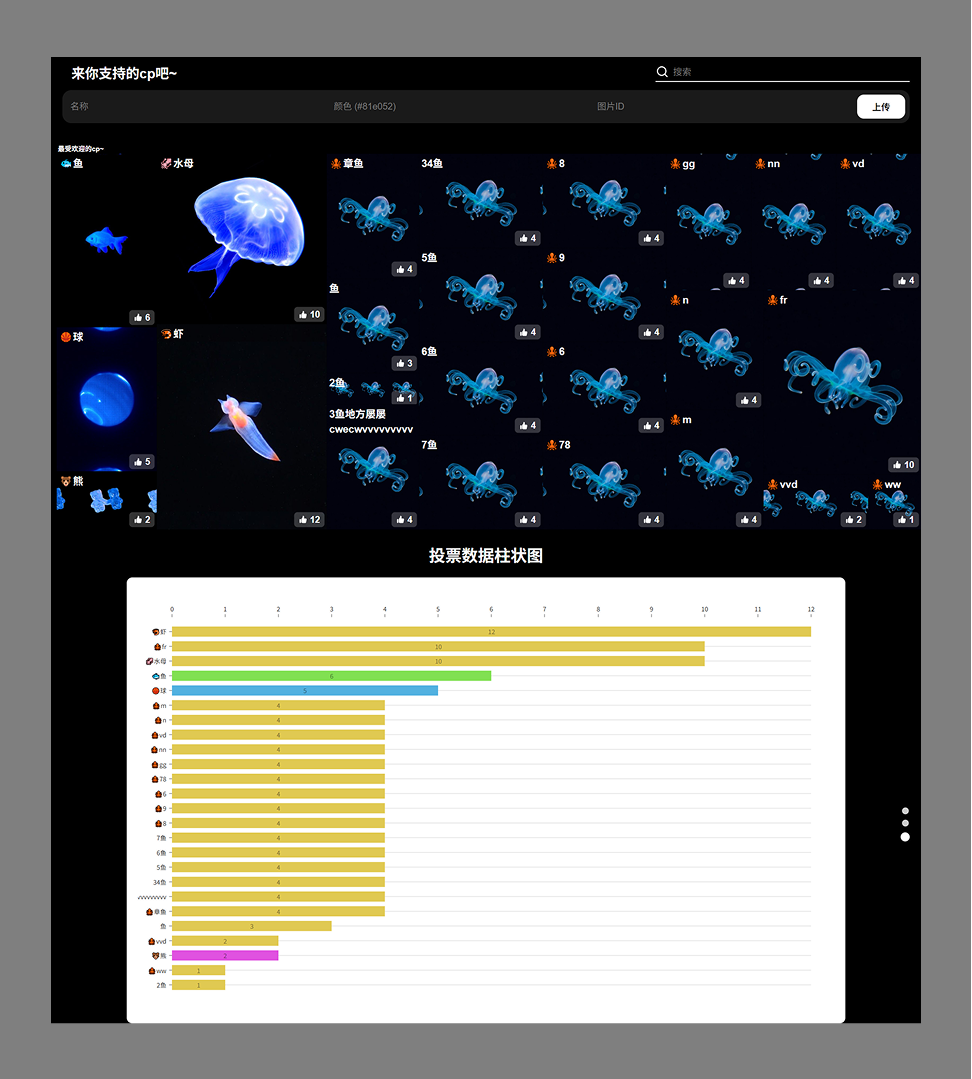 来你支持的cp吧~
搜索
名称
颜色 (#81e052)
图片ID
上传
最受欢迎的cp~
鱼
6
水母
10
球
5
虾
12
熊
2
章鱼
4
鱼
3
2鱼
1
3鱼地方屡屡
cwecwvvvvvvvvv
4
34鱼
4
5鱼
4
6鱼
4
7鱼
4
8
4
9
4
6
4
78
4
gg
4
nn
4
vd
4
n
4
fr
10
m
4
vvd
2
ww
1
投票数据柱状图
0 1 2 3 4 5 6 7 8 9 10 11 12
虾 12
fr 10
水母 10
鱼 6
球 5
m 4
n 4
vd 4
nn 4
gg 4
78 4
6 4
9 4
8 4
7鱼 4
6鱼 4
5鱼 4
34鱼 4
vvvvvvvvv 4
章鱼 4
鱼 3
vvd 2
熊 2
ww 1
2鱼 1